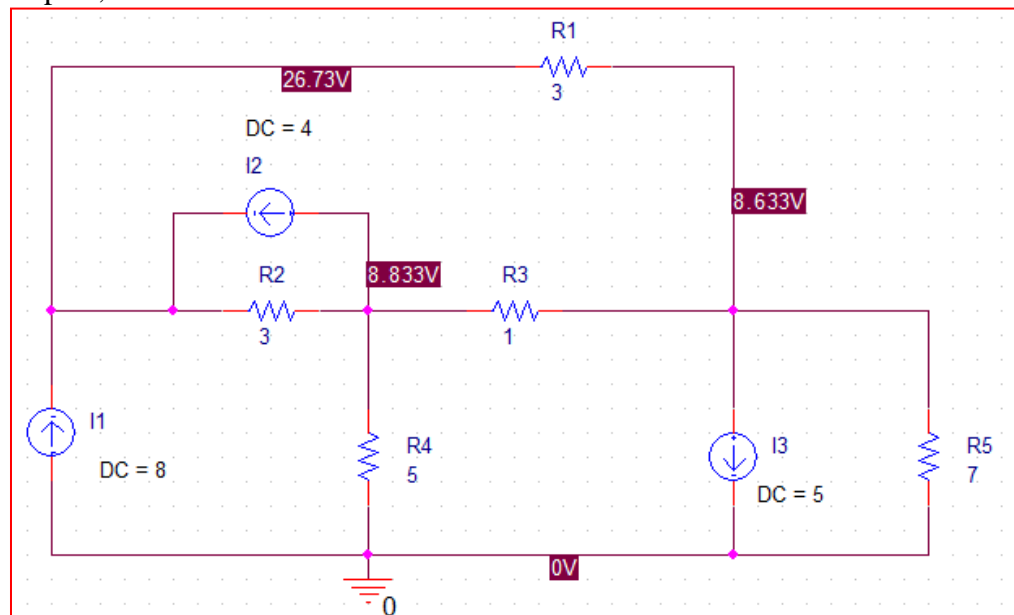 R1
26.73V
3
DC = 4
I2
8.633V
8.833V
R2
R3
3
1
I1
R4
I3
R5
DC = 8
5
7
DC = 5
0V
0